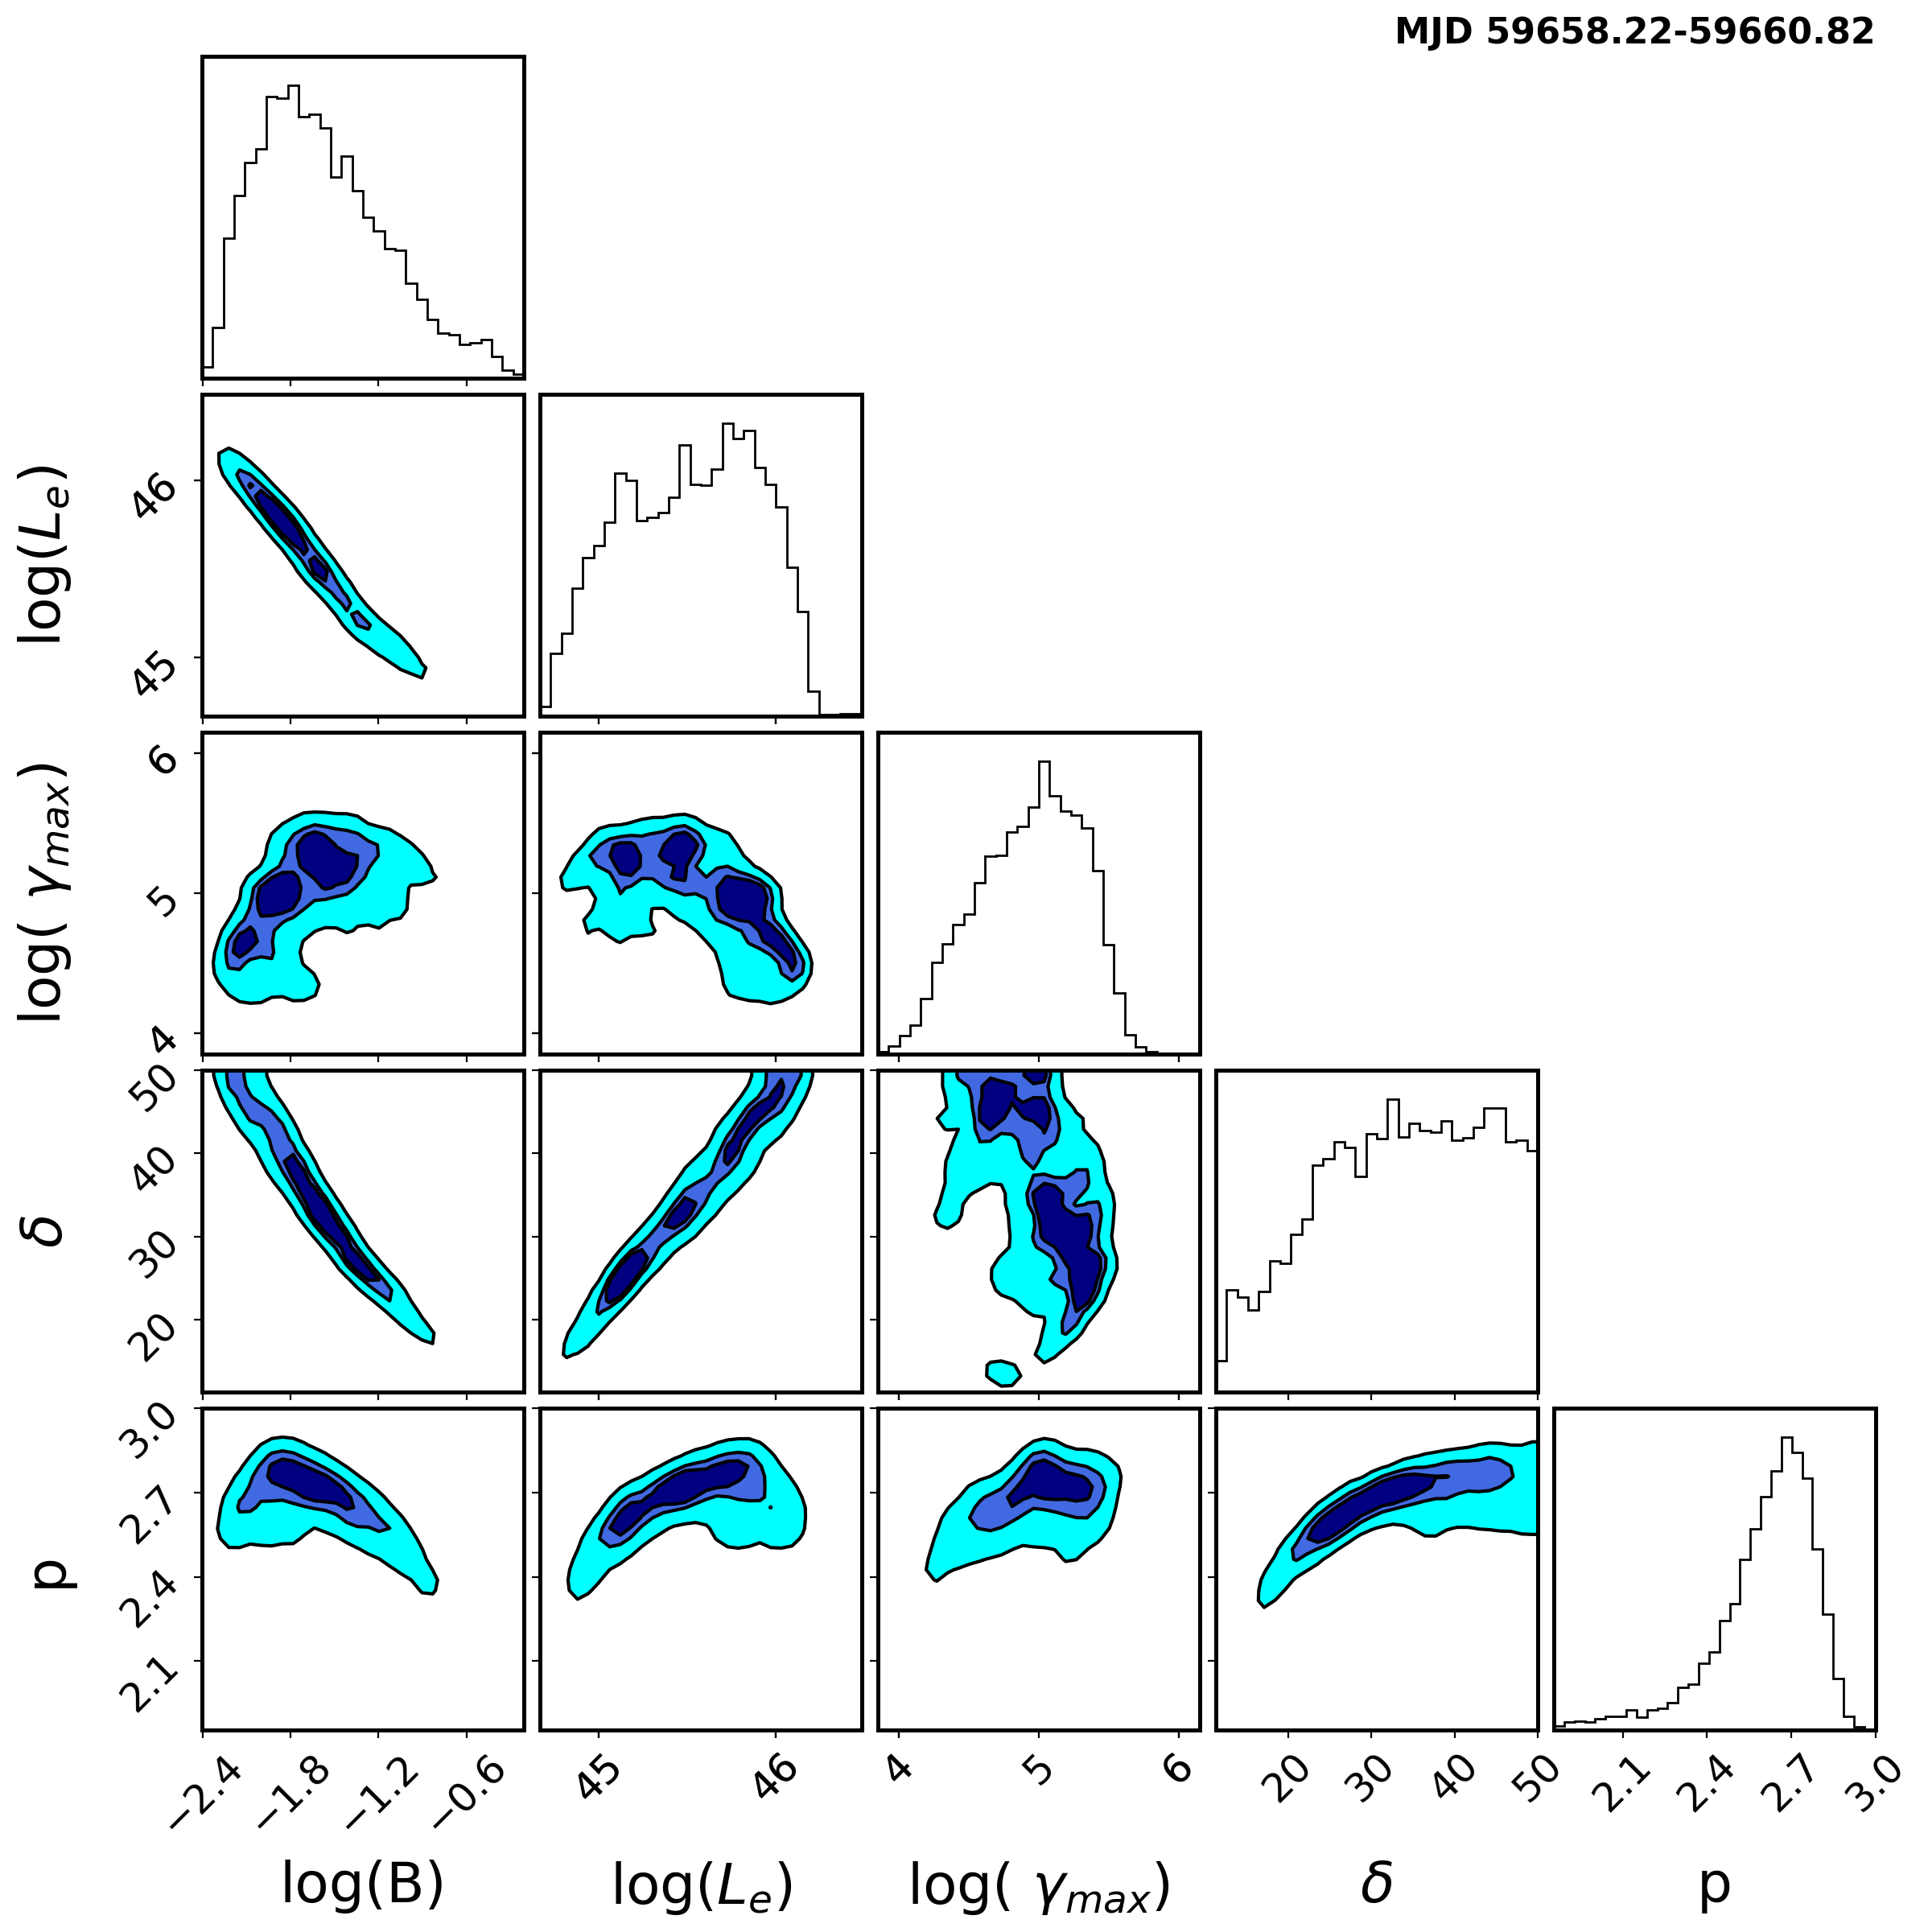 MJD 59658.22-59660.82
log(Lₑ)
46
45
log( γₘₐₓ)
6
5
4
δ
50
40
30
20
p
3.0
2.7
2.4
2.1
−2.4 −1.8 −1.2 −0.6 45 46 4 5 6 20 30 40 50 2.1 2.4 2.7 3.0
log(B) log(Lₑ) log( γₘₐₓ) δ p